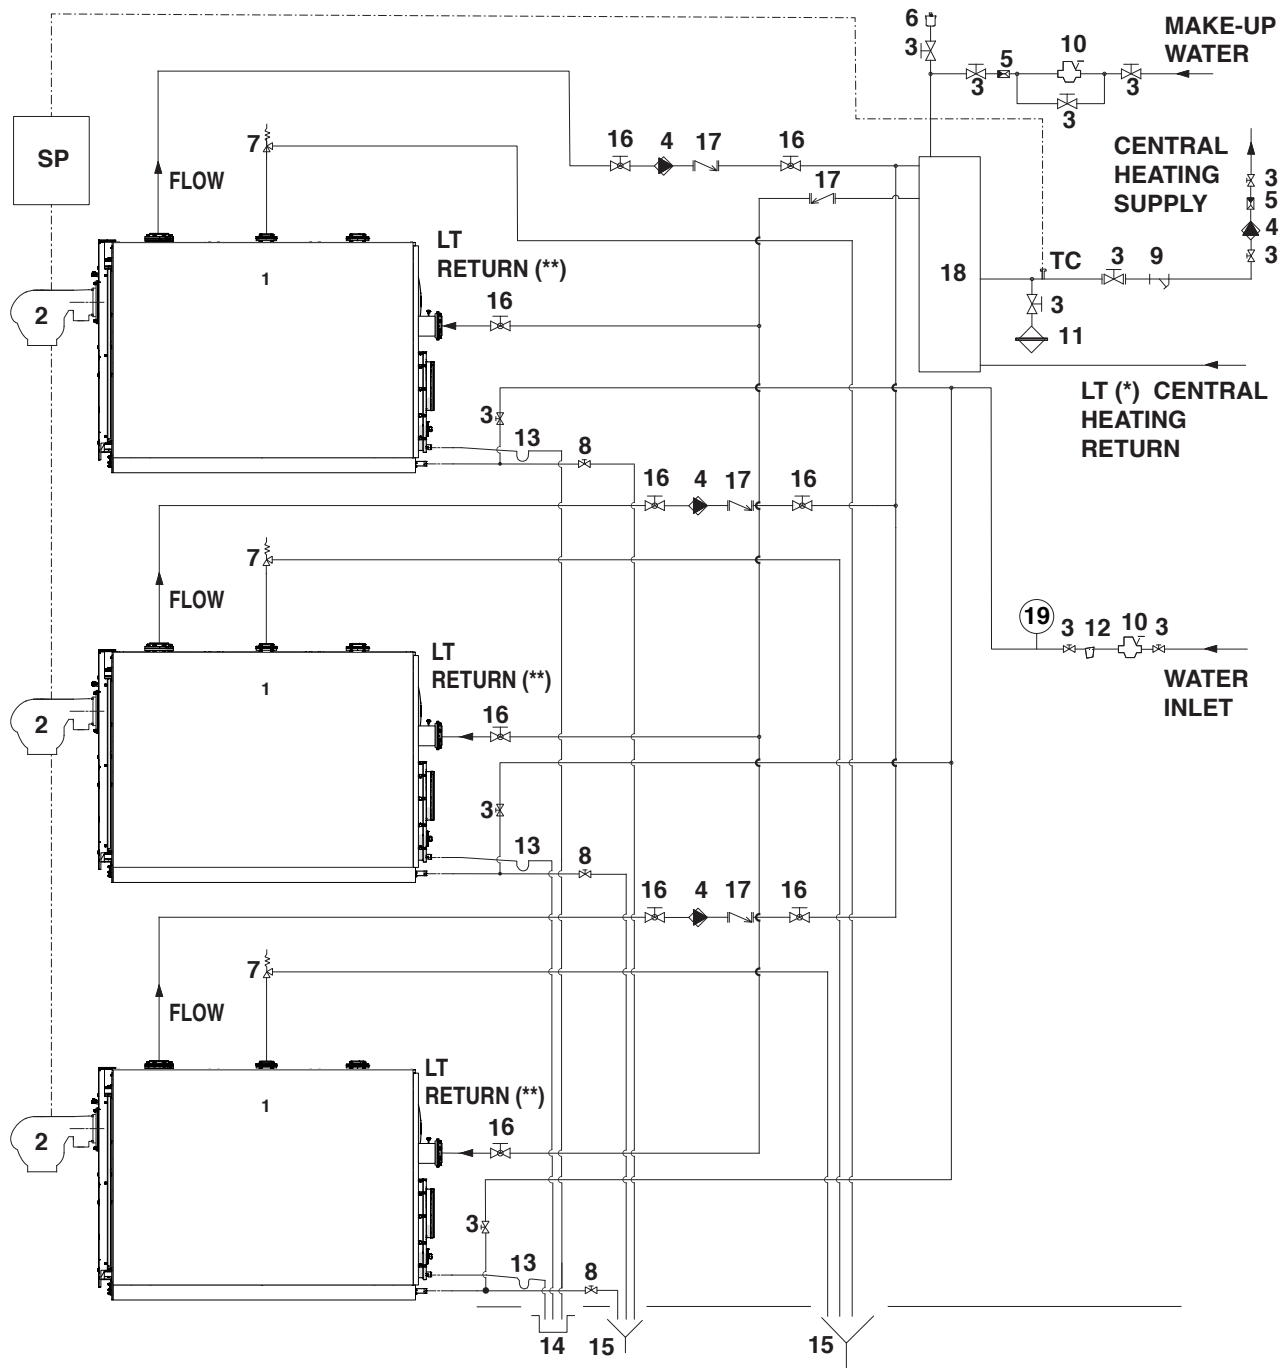 6
MAKE-UP
WATER
3
5
10
3
3
3
SP
7
FLOW
16
4
17
16
17
CENTRAL
HEATING
SUPPLY
3
5
4
3
LT
RETURN (**)
1
2
16
18
TC
3
9
3
11
LT (*) CENTRAL
HEATING
RETURN
3
13
8
16
4
17
16
7
FLOW
LT
RETURN (**)
1
2
16
19
3
12
10
3
WATER
INLET
3
13
8
16
4
17
16
7
FLOW
LT
RETURN (**)
1
2
16
3
13
8
14
15
15